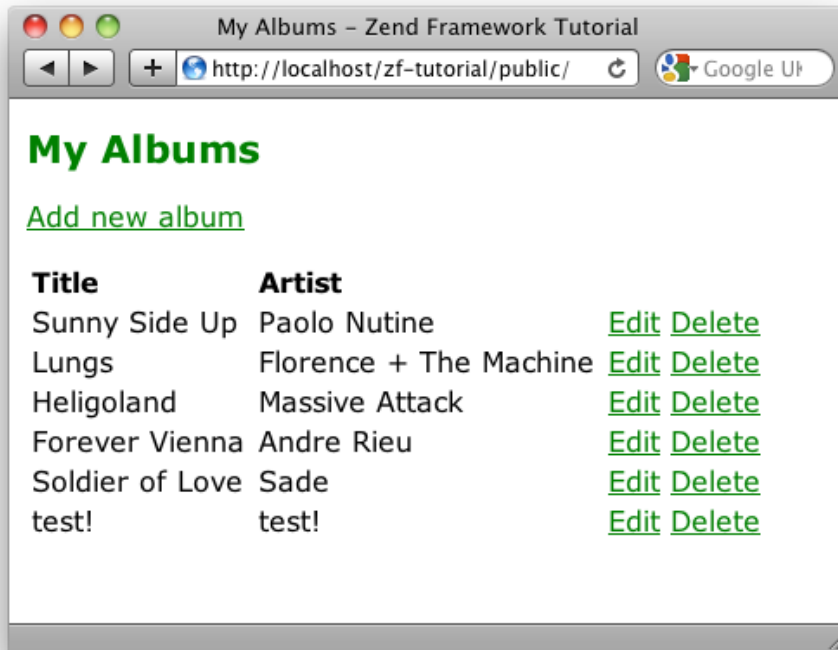 My Albums – Zend Framework Tutorial
http://localhost/zf-tutorial/public/ Google UK
My Albums
Add new album
Title Artist
Sunny Side Up Paolo Nutine Edit Delete
Lungs Florence + The Machine Edit Delete
Heligoland Massive Attack Edit Delete
Forever Vienna Andre Rieu Edit Delete
Soldier of Love Sade Edit Delete
test! test! Edit Delete